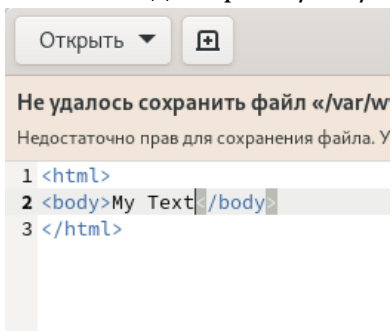 Открыть
Не удалось сохранить файл «/var/w
Недостаточно прав для сохранения файла. У
1 <html>
2 <body>My Text</body>
3 </html>